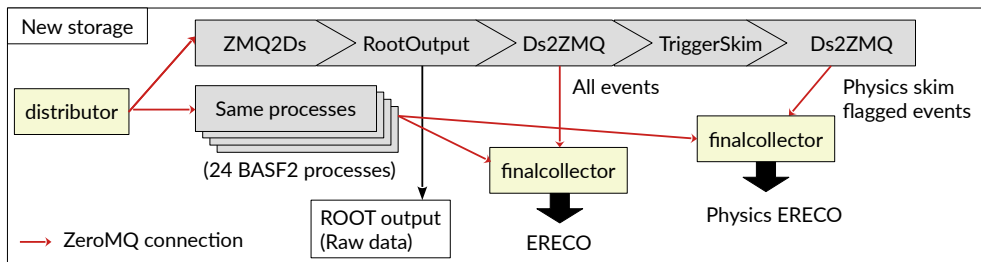 New storage
ZMQ2Ds
RootOutput
Ds2ZMQ
TriggerSkim
Ds2ZMQ
distributor
Same processes
(24 BASF2 processes)
All events
Physics skim
flagged events
finalcollector
finalcollector
ROOT output
(Raw data)
ERECO
Physics ERECO
ZeroMQ connection